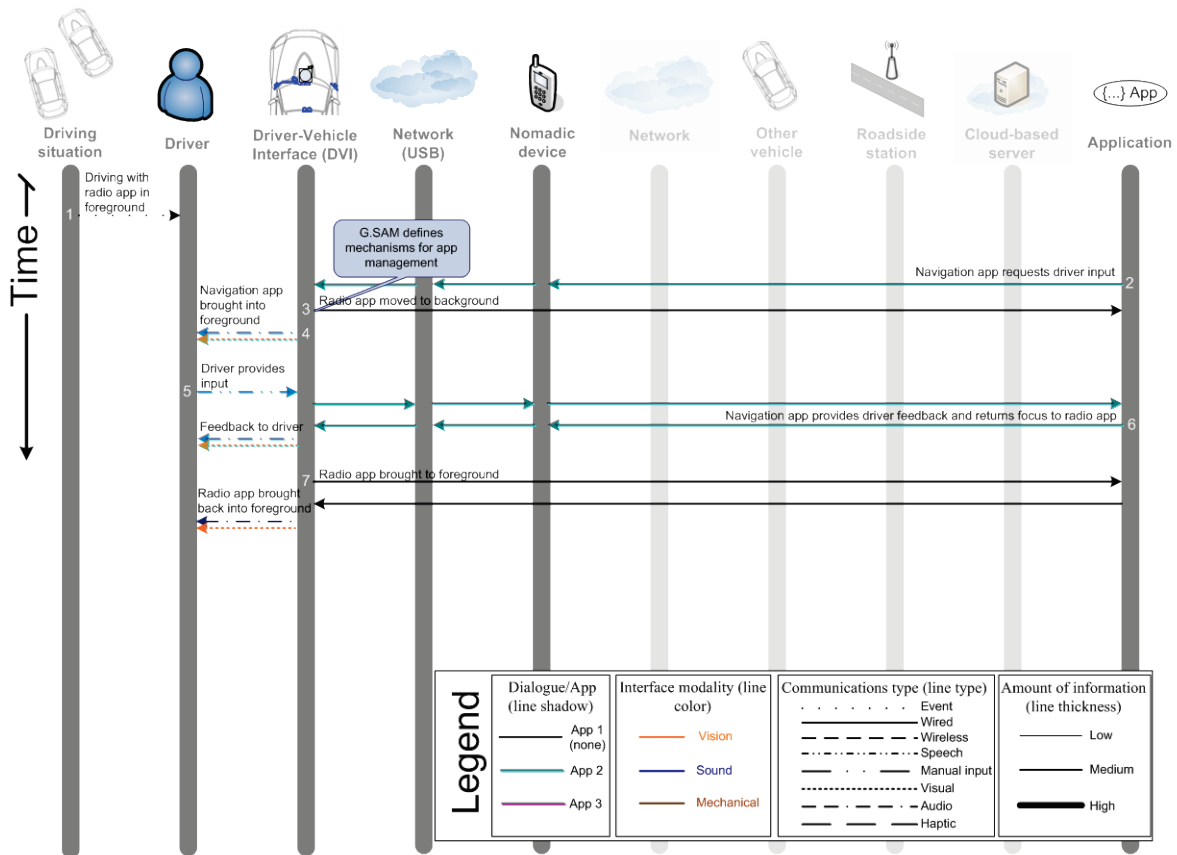 {...} App
Driving
situation
Driver
Driver-Vehicle
Interface (DVI)
Network
(USB)
Nomadic
device
Network
Other
vehicle
Roadside
station
Cloud-based
server
Application
Time
Driving with
radio app in
foreground
1
G.SAM defines
mechanisms for app
management
Navigation app requests driver input
2
Navigation app
brought into
foreground
3
Radio app moved to background
4
Driver provides
input
5
Navigation app provides driver feedback and returns focus to radio app
6
Feedback to driver
7
Radio app brought to foreground
Radio app brought
back into foreground
Legend
Dialogue/App
(line shadow)
App 1
(none)
App 2
App 3
Interface modality (line
color)
Vision
Sound
Mechanical
Communications type (line type)
Event
Wired
Wireless
Speech
Manual input
Visual
Audio
Haptic
Amount of information
(line thickness)
Low
Medium
High